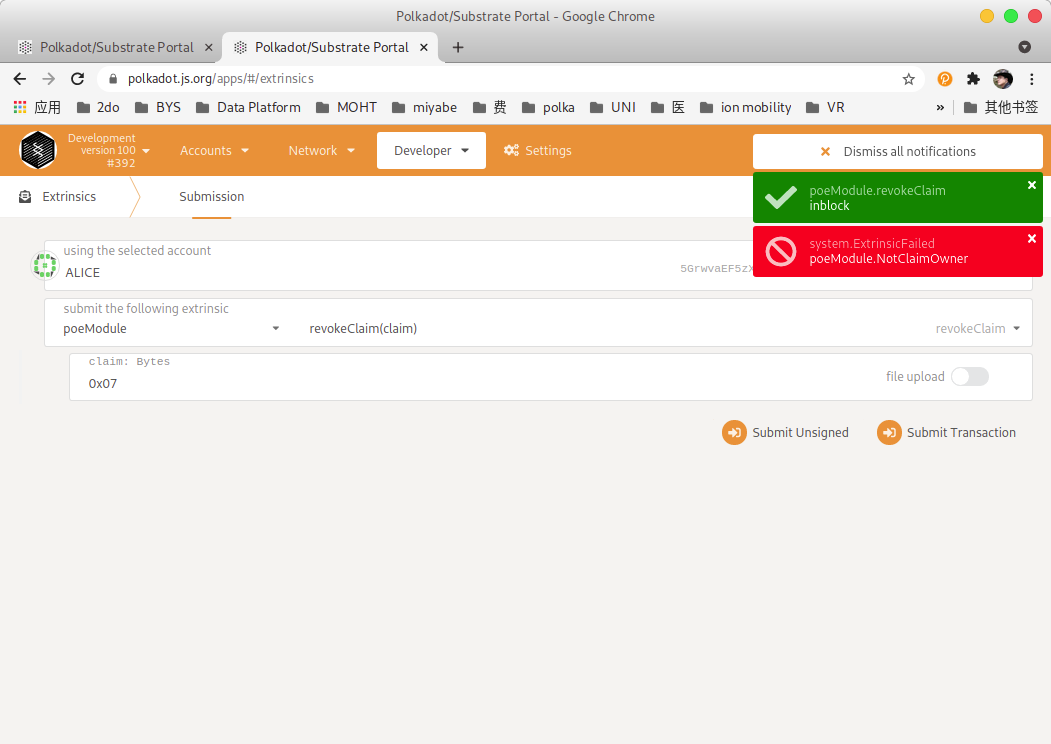 Polkadot/Substrate Portal - Google Chrome
Polkadot/Substrate Portal
Polkadot/Substrate Portal
polkadot.js.org/apps/#/extrinsics
应用 2do BYS Data Platform MOHT miyabe 费 polka UNI 医 ion mobility VR » 其他书签
Development
version 100
#392
Accounts
Network
Developer
Settings
Dismiss all notifications
poeModule.revokeClaim
inblock
system.ExtrinsicFailed
poeModule.NotClaimOwner
Extrinsics
Submission
using the selected account
ALICE
5GrwvaEF5zX
submit the following extrinsic
poeModule
revokeClaim(claim)
revokeClaim
claim: Bytes
0x07
file upload
Submit Unsigned
Submit Transaction